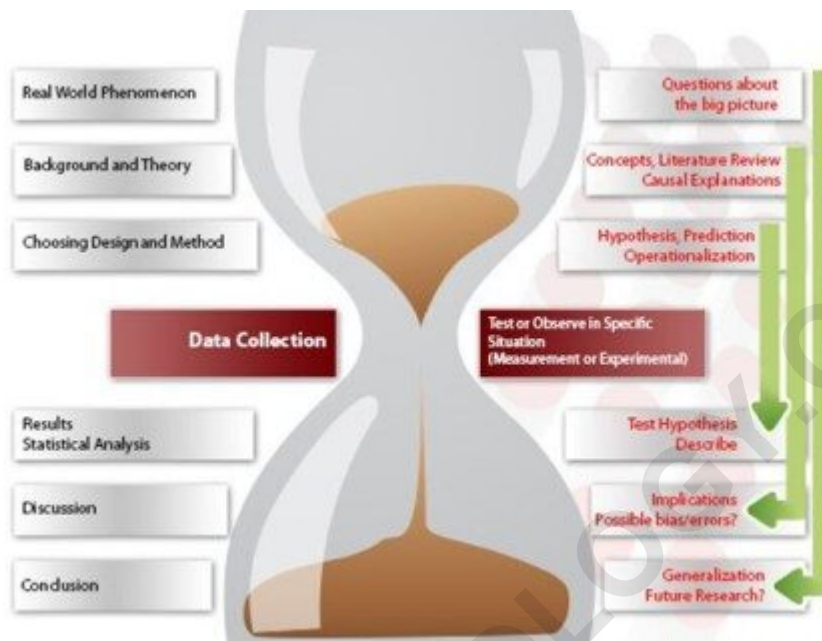 Real World Phenomenon
Questions about
the big picture
Background and Theory
Concepts, Literature Review
Causal Explanations
Choosing Design and Method
Hypothesis, Prediction
Operationalization
Data Collection
Test or Observe in Specific
Situation
(Measurement or Experimental)
Results
Statistical Analysis
Test Hypothesis
Describe
Discussion
Implications
Possible bias/errors?
Conclusion
Generalization
Future Research?
OLOGY.O